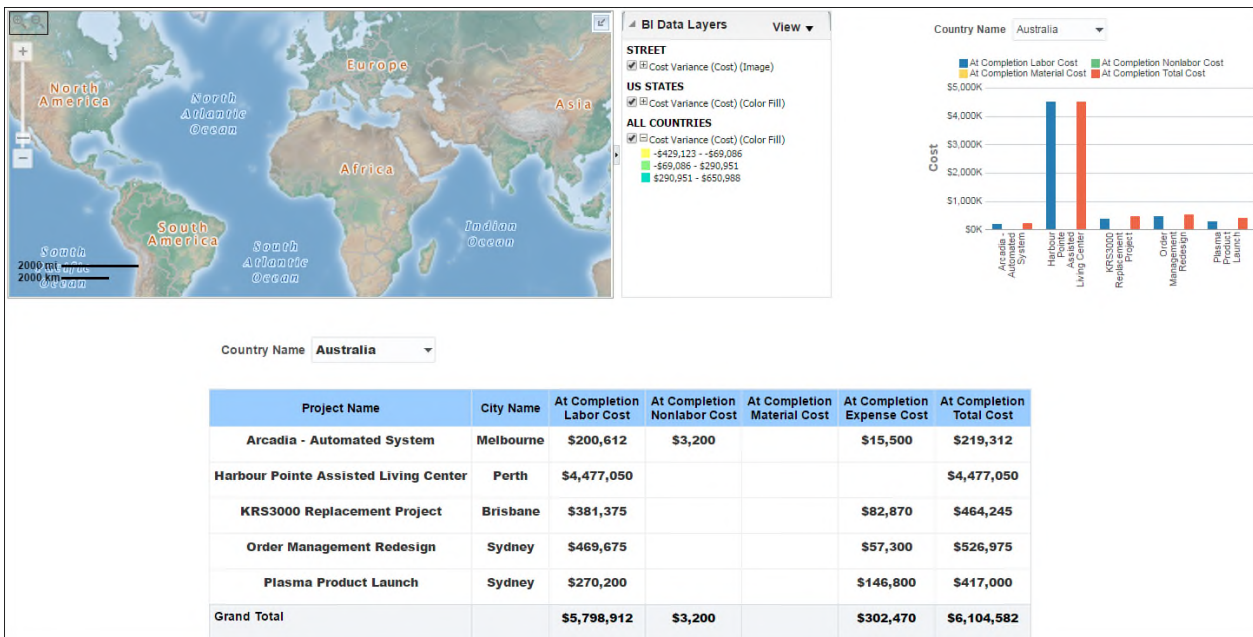 North
America
North
Atlantic
Ocean
Europe
Asia
Africa
South
America
South
Atlantic
Ocean
Indian
Ocean
South
Pacific
Ocean
2000 mi
2000 km
BI Data Layers View
STREET
Cost Variance (Cost) (Image)
US STATES
Cost Variance (Cost) (Color Fill)
ALL COUNTRIES
Cost Variance (Cost) (Color Fill)
-$429,123 - -$69,086
-$69,086 - $290,951
$290,951 - $650,988
Country Name Australia
At Completion Labor Cost At Completion Nonlabor Cost
At Completion Material Cost At Completion Total Cost
Cost
$5,000K
$4,000K
$3,000K
$2,000K
$1,000K
$0K
Arcadia -
Automated
System
Harbour
Pointe
Assisted
Living Center
KRS3000
Replacement
Project
Order
Management
Redesign
Plasma
Product
Launch
Country Name Australia
Project Name City Name At Completion Labor Cost At Completion Nonlabor Cost At Completion Material Cost At Completion Expense Cost At Completion Total Cost
Arcadia - Automated System Melbourne $200,612 $3,200 $15,500 $219,312
Harbour Pointe Assisted Living Center Perth $4,477,050 $4,477,050
KRS3000 Replacement Project Brisbane $381,375 $82,870 $464,245
Order Management Redesign Sydney $469,675 $57,300 $526,975
Plasma Product Launch Sydney $270,200 $146,800 $417,000
Grand Total $5,798,912 $3,200 $302,470 $6,104,582